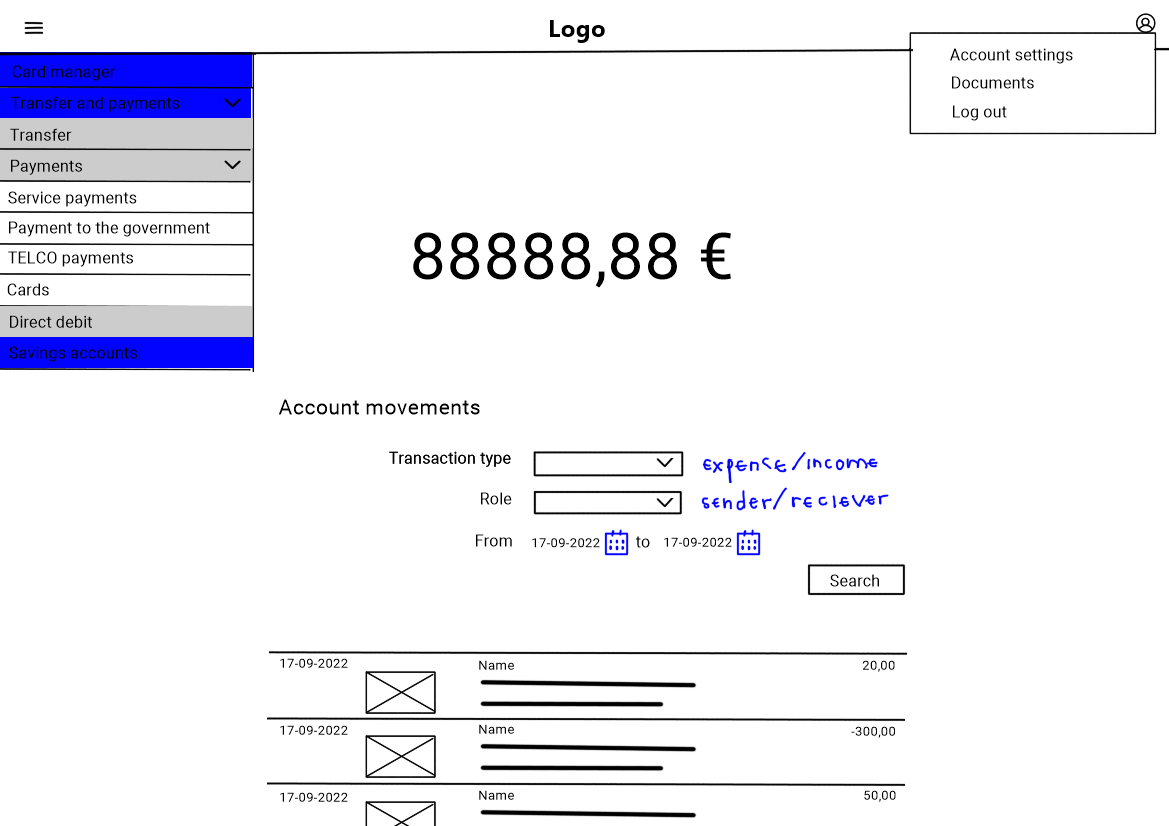 Logo
Account settings
Documents
Log out
Card manager
Transfer and payments
Transfer
Payments
Service payments
Payment to the government
TELCO payments
Cards
Direct debit
Savings accounts
88888,88 €
Account movements
Transaction type expense/income
Role sender/reciever
From 17-09-2022 to 17-09-2022
Search
17-09-2022 Name 20,00
17-09-2022 Name -300,00
17-09-2022 Name 50,00